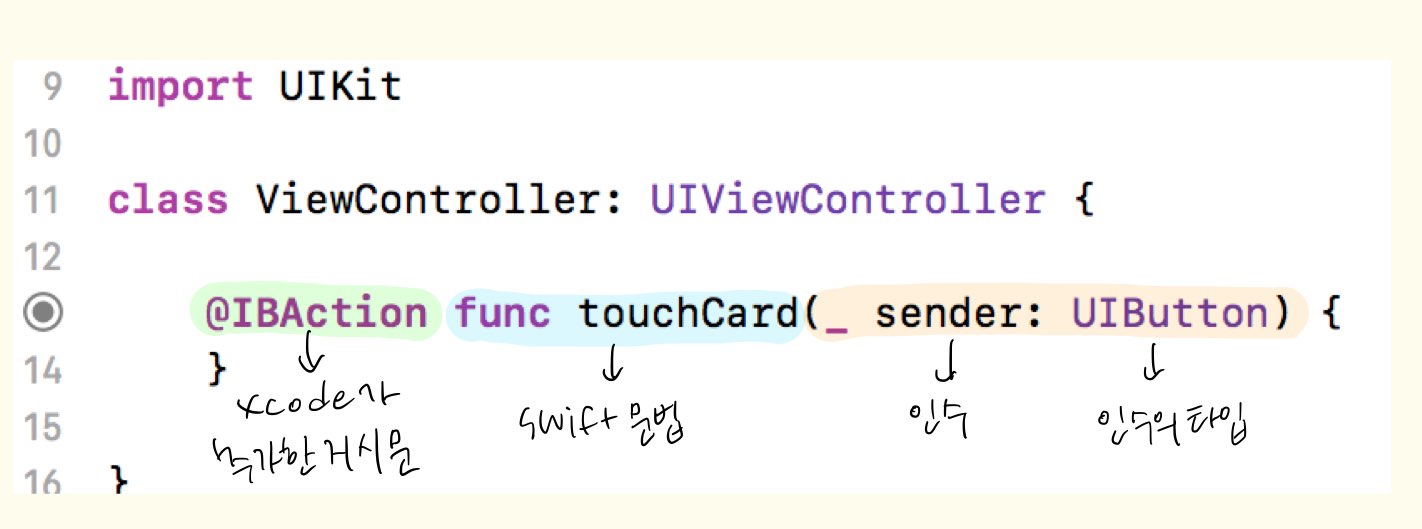 9 import UIKit
10
11 class ViewController: UIViewController {
12
@IBAction func touchCard(_ sender: UIButton) {
14 }
xcode가 swift 문법 인수 인수의 타입
15
추가한 거시문
16 }